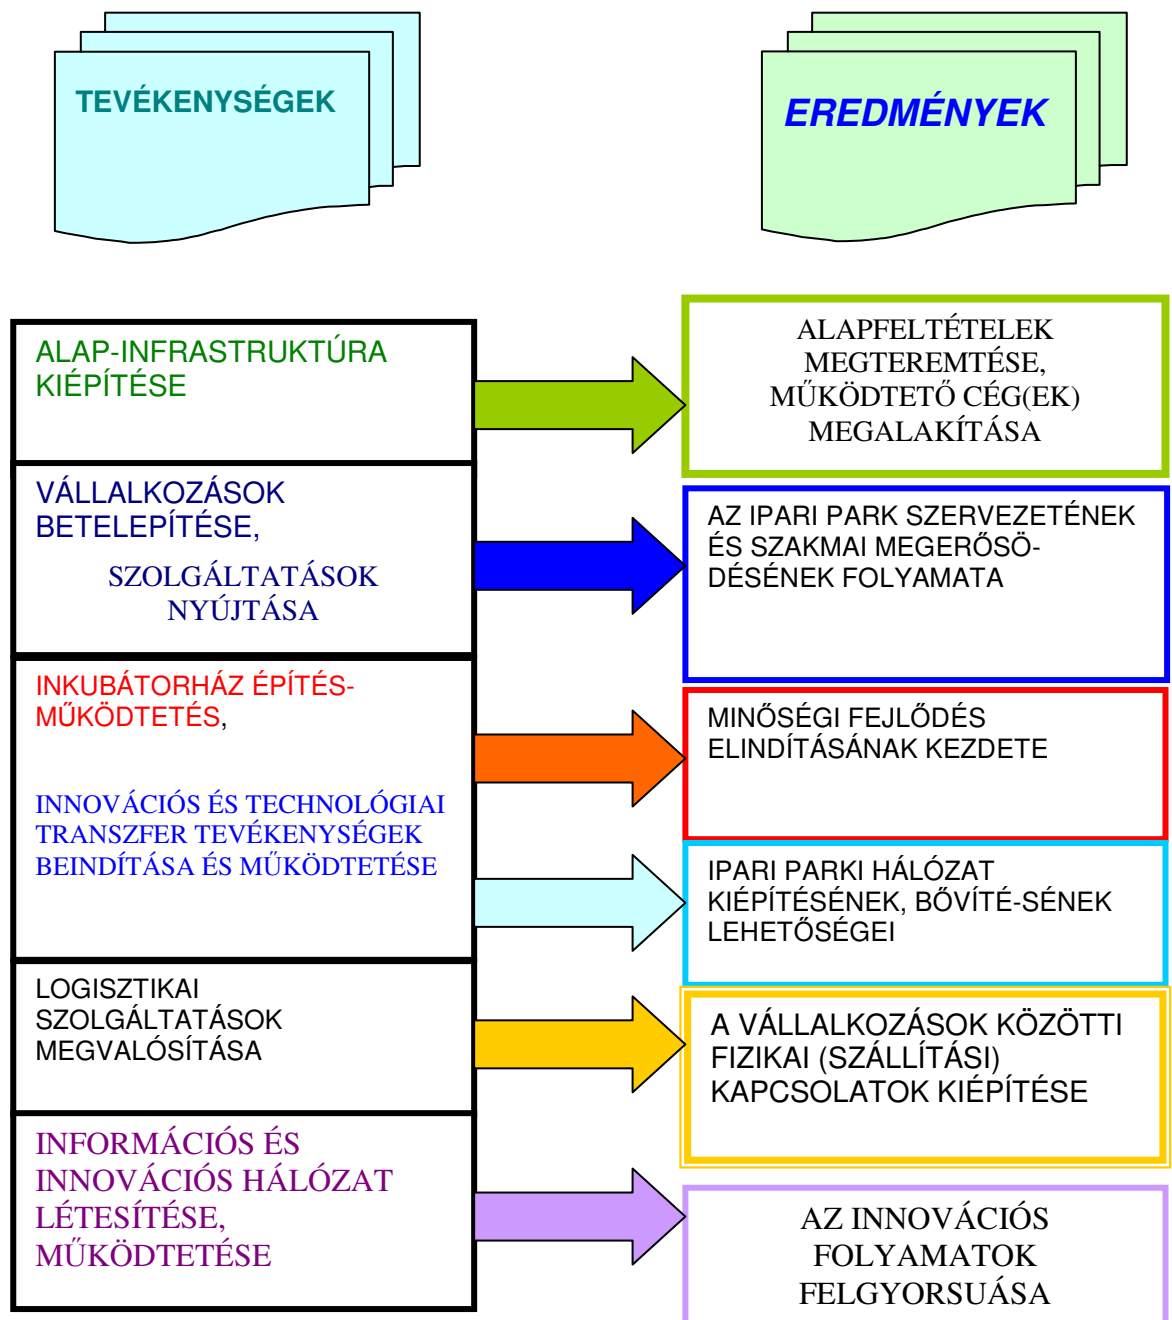 TEVÉKENYSÉGEK
EREDMÉNYEK
ALAP-INFRASTRUKTÚRA
KIÉPÍTÉSE
ALAPFELTÉTELEK
MEGTEREMTÉSE,
MŰKÖDTETŐ CÉG(EK)
MEGALAKÍTÁSA
VÁLLALKOZÁSOK
BETELEPÍTÉSE,
SZOLGÁLTATÁSOK
NYÚJTÁSA
AZ IPARI PARK SZERVEZETÉNEK
ÉS SZAKMAI MEGERŐSÖ-
DÉSÉNEK FOLYAMATA
INKUBÁTORHÁZ ÉPÍTÉS-
MŰKÖDTETÉS,
INNOVÁCIÓS ÉS TECHNOLÓGIAI
TRANSZFER TEVÉKENYSÉGEK
BEINDÍTÁSA ÉS MŰKÖDTETÉSE
MINŐSÉGI FEJLŐDÉS
ELINDÍTÁSÁNAK KEZDETE
IPARI PARKI HÁLÓZAT
KIÉPÍTÉSÉNEK, BŐVÍTÉ-SÉNEK
LEHETŐSÉGEI
LOGISZTIKAI
SZOLGÁLTATÁSOK
MEGVALÓSÍTÁSA
A VÁLLALKOZÁSOK KÖZÖTTI
FIZIKAI (SZÁLLÍTÁSI)
KAPCSOLATOK KIÉPÍTÉSE
INFORMÁCIÓS ÉS
INNOVÁCIÓS HÁLÓZAT
LÉTESÍTÉSE,
MŰKÖDTETÉSE
AZ INNOVÁCIÓS
FOLYAMATOK
FELGYORSUÁSA